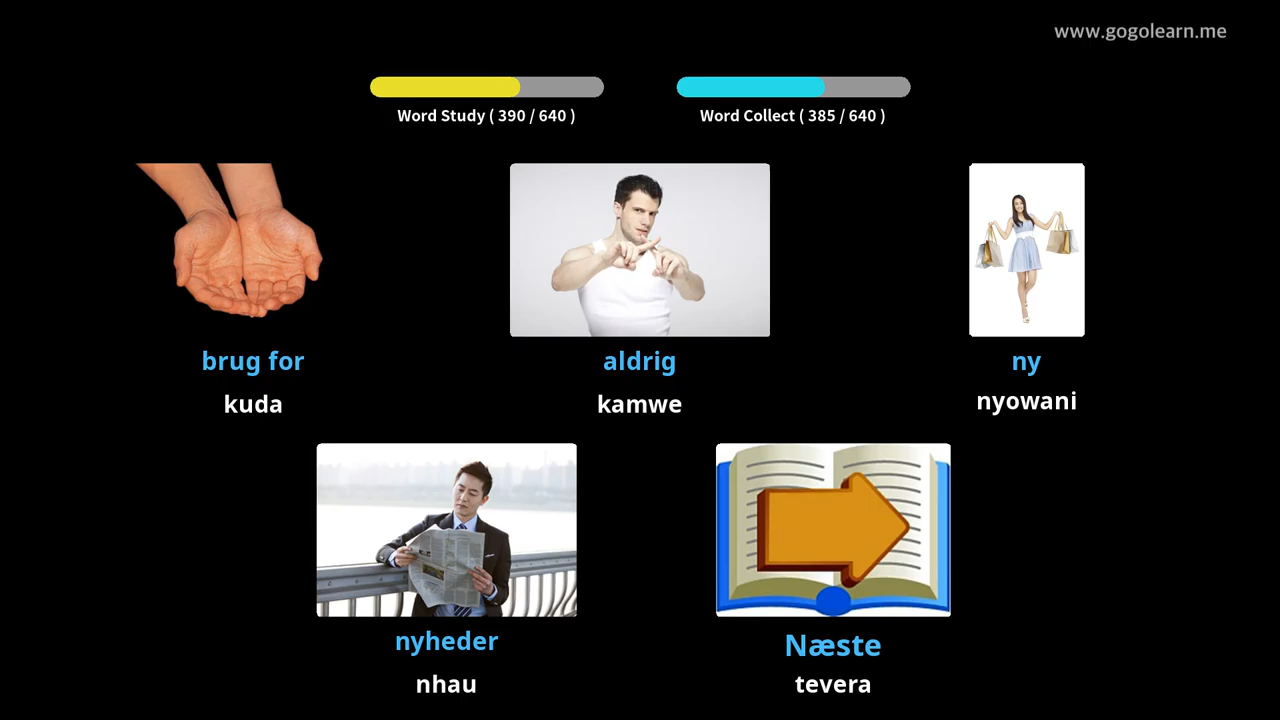 www.gogolearn.me
Word Study ( 390 / 640 )
Word Collect ( 385 / 640 )
brug for
kuda
aldrig
kamwe
ny
nyowani
nyheder
nhau
Næste
tevera